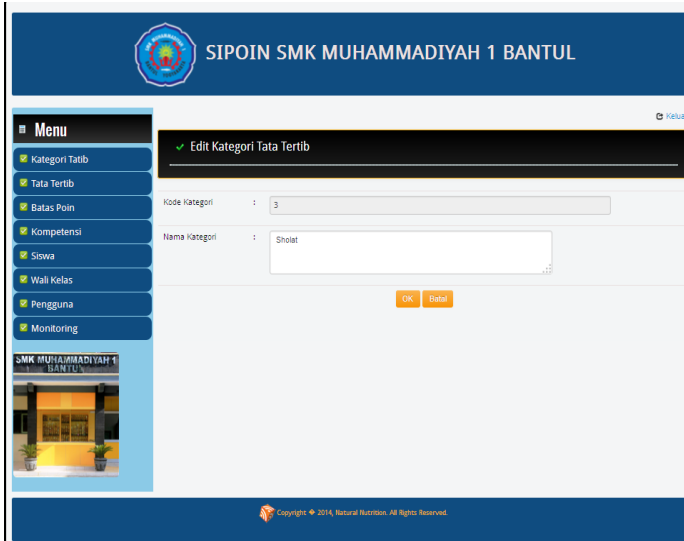 SIPOIN SMK MUHAMMADIYAH 1 BANTUL
Kelua
Menu
Edit Kategori Tata Tertib
Kategori Tatib
Tata Tertib
Batas Poin
Kompetensi
Siswa
Wali Kelas
Pengguna
Monitoring
Kode Kategori : 3
Nama Kategori : Sholat
OK Batal
SMK MUHAMMADIYAH 1
BANTUL
Copyright � 2014, Natural Nutrition. All Rights Reserved.